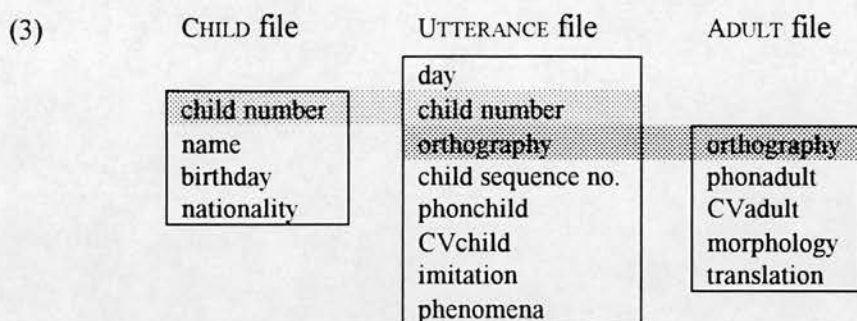 (3) CHILD file UTTERANCE file ADULT file
day
child number child number
name orthography orthography
birthday child sequence no. phonadult
nationality phonchild CVadult
CVchild morphology
imitation translation
phenomena